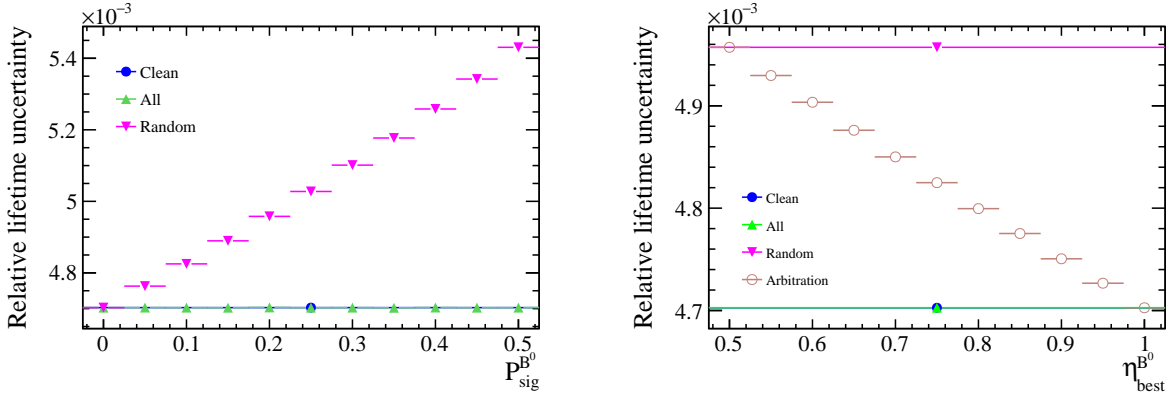 ×10⁻³
Relative lifetime uncertainty
5.4
5.2
5
4.8
Clean
All
Random
0 0.1 0.2 0.3 0.4 0.5
P_sig^B⁰
×10⁻³
Relative lifetime uncertainty
4.9
4.8
4.7
Clean
All
Random
Arbitration
0.5 0.6 0.7 0.8 0.9 1
η_best^B⁰